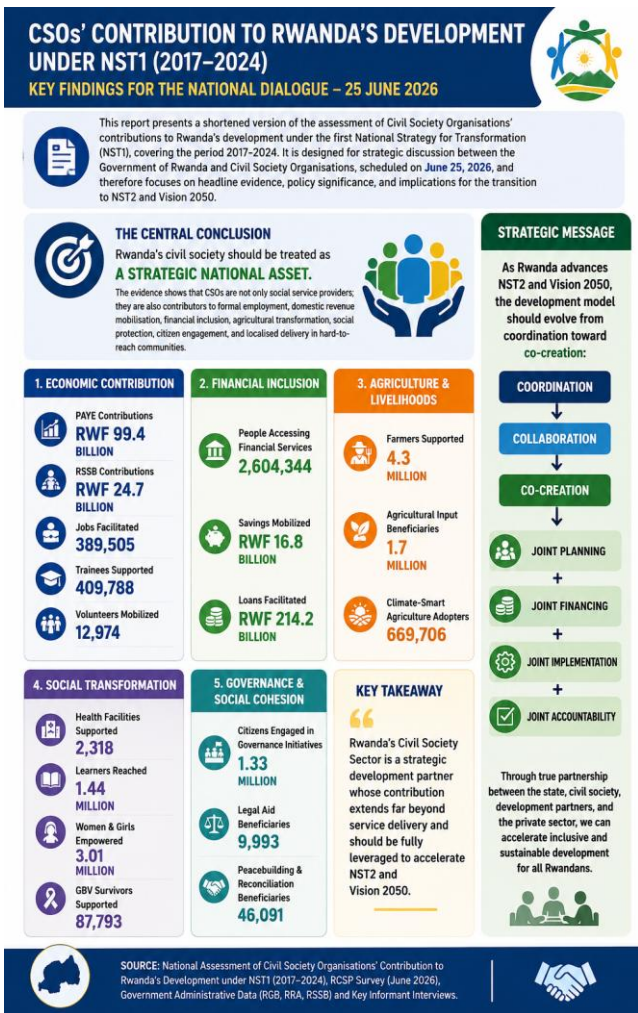 CSOs' CONTRIBUTION TO RWANDA'S DEVELOPMENT
UNDER NST1 (2017–2024)
KEY FINDINGS FOR THE NATIONAL DIALOGUE – 25 JUNE 2026
This report presents a shortened version of the assessment of Civil Society Organisations'
contributions to Rwanda's development under the first National Strategy for Transformation
(NST1), covering the period 2017–2024. It is designed for strategic discussion between the
Government of Rwanda and Civil Society Organisations, scheduled on June 25, 2026, and
therefore focuses on headline evidence, policy significance, and implications for the transition
to NST2 and Vision 2050.
THE CENTRAL CONCLUSION
Rwanda's civil society should be treated as
A STRATEGIC NATIONAL ASSET.
The evidence shows that CSOs are not only social service providers;
they are also contributors to formal employment, domestic revenue
mobilisation, financial inclusion, agricultural transformation, social
protection, citizen engagement, and localised delivery in hard-to-
reach communities.
1. ECONOMIC CONTRIBUTION
PAYE Contributions
RWF 99.4
BILLION
RSSB Contributions
RWF 24.7
BILLION
Jobs Facilitated
389,505
Trainees Supported
409,788
Volunteers Mobilized
12,974
2. FINANCIAL INCLUSION
People Accessing
Financial Services
2,604,344
Savings Mobilized
RWF 16.8
BILLION
Loans Facilitated
RWF 214.2
BILLION
3. AGRICULTURE &
LIVELIHOODS
Farmers Supported
4.3
MILLION
Agricultural Input
Beneficiaries
1.7
MILLION
Climate-Smart
Agriculture Adopters
669,706
4. SOCIAL TRANSFORMATION
Health Facilities
Supported
2,318
Learners Reached
1.44
MILLION
Women & Girls
Empowered
3.01
MILLION
GBV Survivors
Supported
87,793
5. GOVERNANCE &
SOCIAL COHESION
Citizens Engaged in
Governance Initiatives
1.33
MILLION
Legal Aid
Beneficiaries
9,993
Peacebuilding &
Reconciliation
Beneficiaries
46,091
KEY TAKEAWAY
“
Rwanda's Civil Society
Sector is a strategic
development partner
whose contribution
extends far beyond
service delivery and
should be fully
leveraged to accelerate
NST2 and
Vision 2050.
STRATEGIC MESSAGE
As Rwanda advances
NST2 and Vision 2050,
the development model
should evolve from
coordination toward
co-creation:
COORDINATION
COLLABORATION
CO-CREATION
JOINT PLANNING
+
JOINT FINANCING
+
JOINT IMPLEMENTATION
+
JOINT ACCOUNTABILITY
Through true partnership
between the state, civil society,
development partners, and
the private sector, we can
accelerate inclusive and
sustainable development
for all Rwandans.
SOURCE: National Assessment of Civil Society Organisations' Contribution to
Rwanda's Development under NST1 (2017–2024), RCSP Survey (June 2026),
Government Administrative Data (RGB, RRA, RSSB) and Key Informant Interviews.